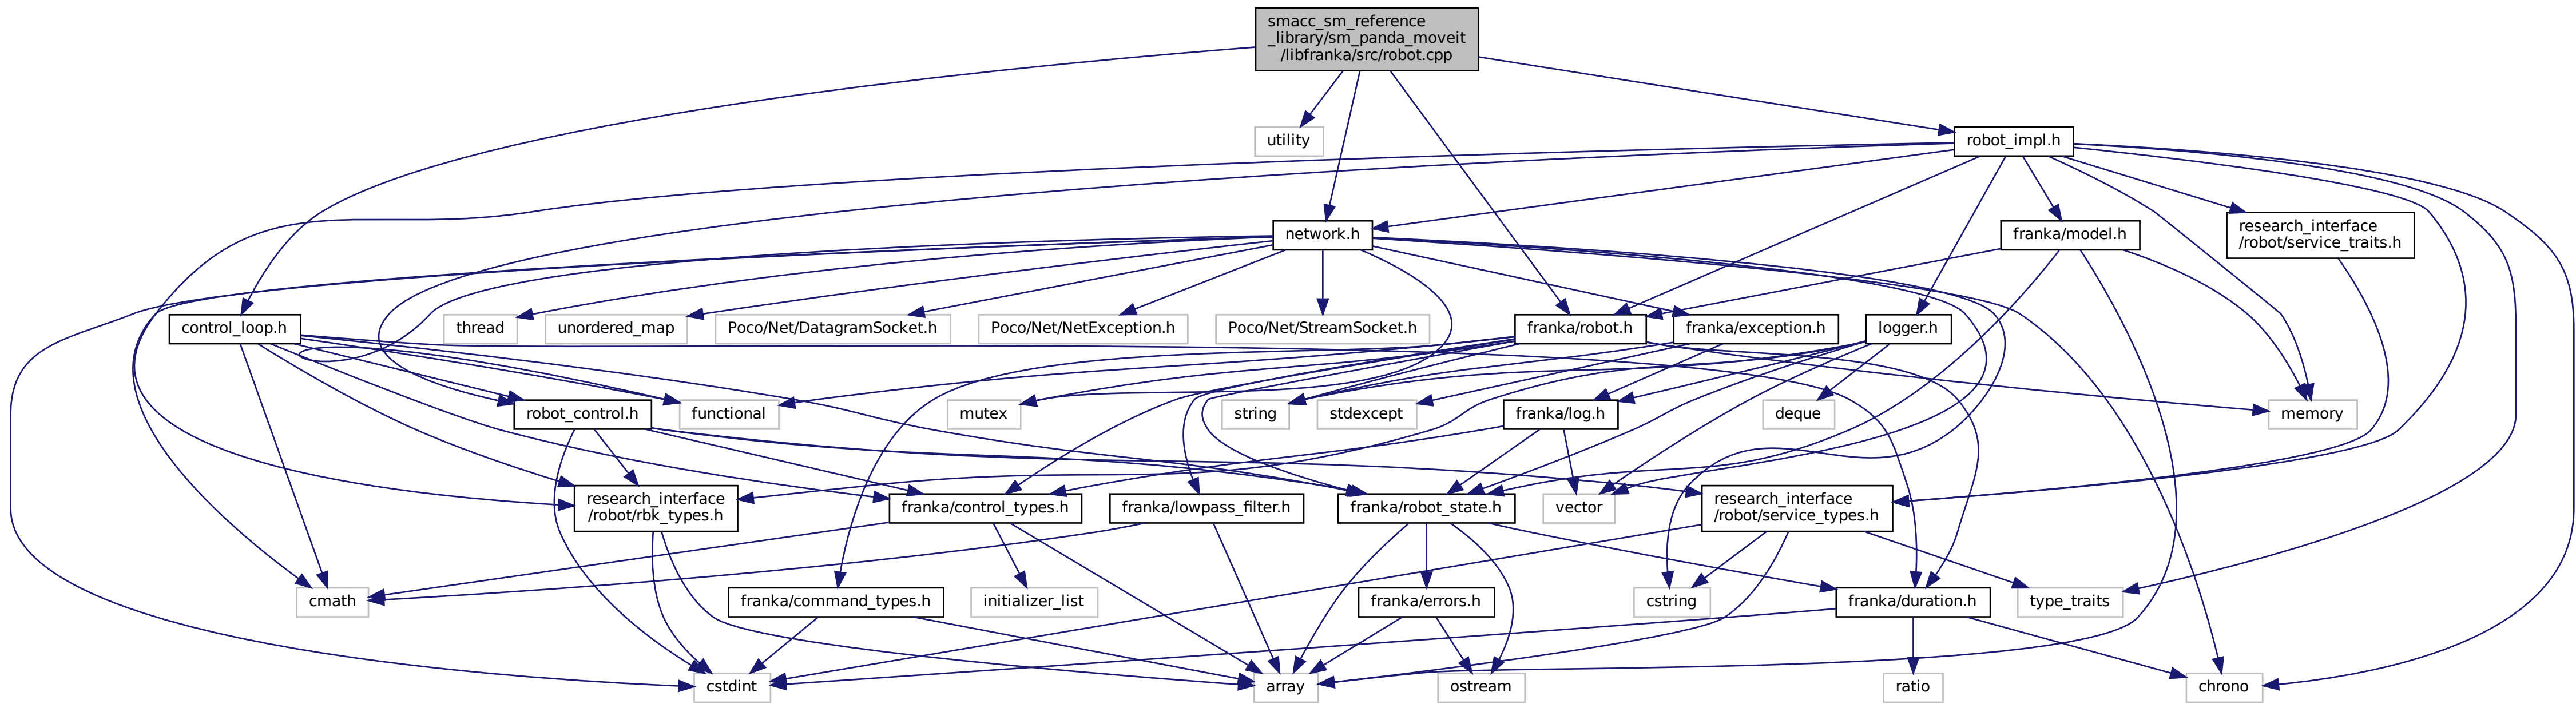 smacc_sm_reference
_library/sm_panda_moveit
/libfranka/src/robot.cpp
utility
robot_impl.h
network.h
franka/model.h
research_interface
/robot/service_traits.h
control_loop.h
thread
unordered_map
Poco/Net/DatagramSocket.h
Poco/Net/NetException.h
Poco/Net/StreamSocket.h
franka/robot.h
franka/exception.h
logger.h
robot_control.h
functional
mutex
string
stdexcept
franka/log.h
deque
memory
research_interface
/robot/rbk_types.h
franka/control_types.h
franka/lowpass_filter.h
franka/robot_state.h
vector
research_interface
/robot/service_types.h
cmath
franka/command_types.h
initializer_list
franka/errors.h
cstring
franka/duration.h
type_traits
cstdint
array
ostream
ratio
chrono